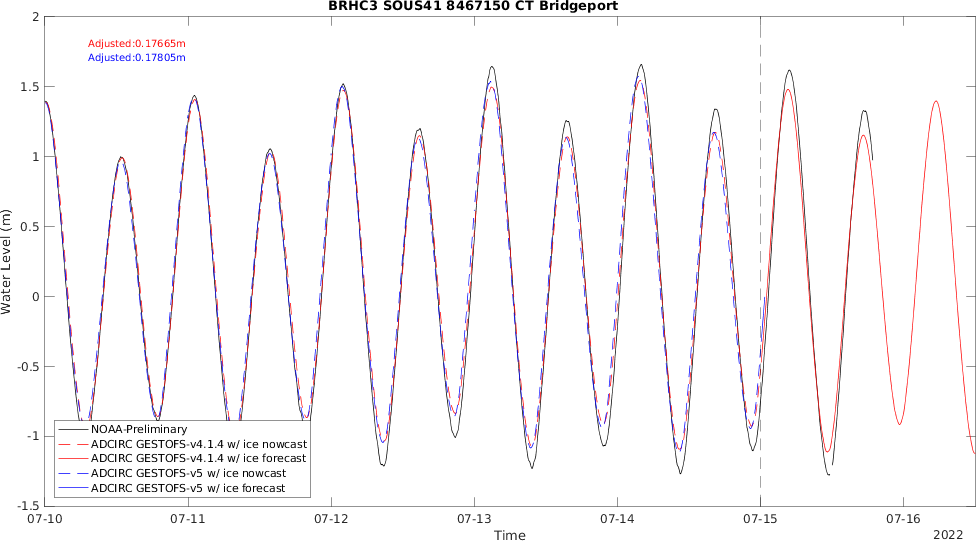 BRHC3 SOUS41 8467150 CT Bridgeport
2
Adjusted:0.17665m
Adjusted:0.17805m
1.5
1
0.5
0
-0.5
-1
-1.5
Water Level (m)
NOAA-Preliminary
ADCIRC GESTOFS-v4.1.4 w/ ice nowcast
ADCIRC GESTOFS-v4.1.4 w/ ice forecast
ADCIRC GESTOFS-v5 w/ ice nowcast
ADCIRC GESTOFS-v5 w/ ice forecast
07-10 07-11 07-12 07-13 07-14 07-15 07-16
Time
2022